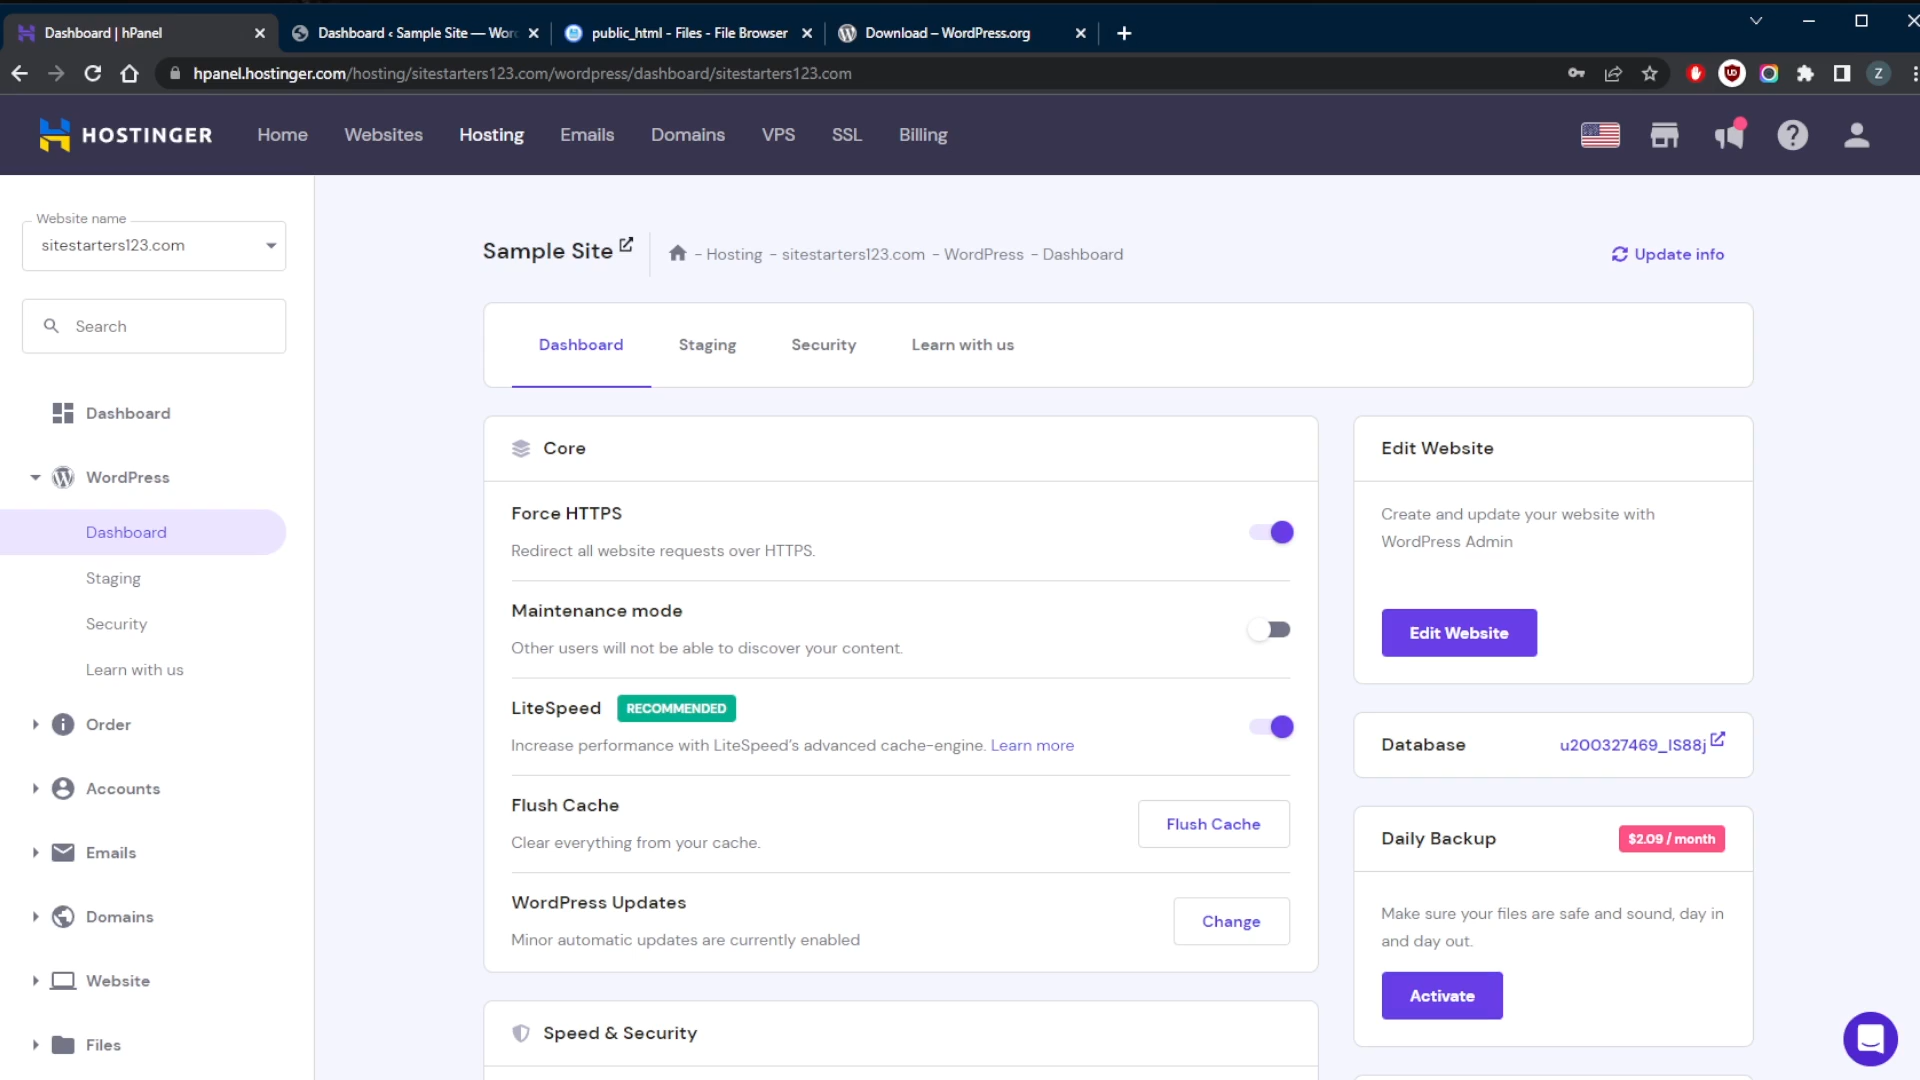 Dashboard | hPanel
Dashboard ‹ Sample Site — Word
public_html - Files - File Browser
Download – WordPress.org
hpanel.hostinger.com/hosting/sitestarters123.com/wordpress/dashboard/sitestarters123.com
Z
HOSTINGER
Home
Websites
Hosting
Emails
Domains
VPS
SSL
Billing
Website name
sitestarters123.com
Search
Dashboard
WordPress
Dashboard
Staging
Security
Learn with us
Order
Accounts
Emails
Domains
Website
Files
Sample Site
- Hosting - sitestarters123.com - WordPress - Dashboard
Update info
Dashboard
Staging
Security
Learn with us
Core
Force HTTPS
Redirect all website requests over HTTPS.
Maintenance mode
Other users will not be able to discover your content.
LiteSpeed RECOMMENDED
Increase performance with LiteSpeed's advanced cache-engine. Learn more
Flush Cache
Clear everything from your cache.
Flush Cache
WordPress Updates
Minor automatic updates are currently enabled
Change
Speed & Security
Edit Website
Create and update your website with
WordPress Admin
Edit Website
Database
u200327469_IS88j
Daily Backup
$2.09 / month
Make sure your files are safe and sound, day in
and day out.
Activate